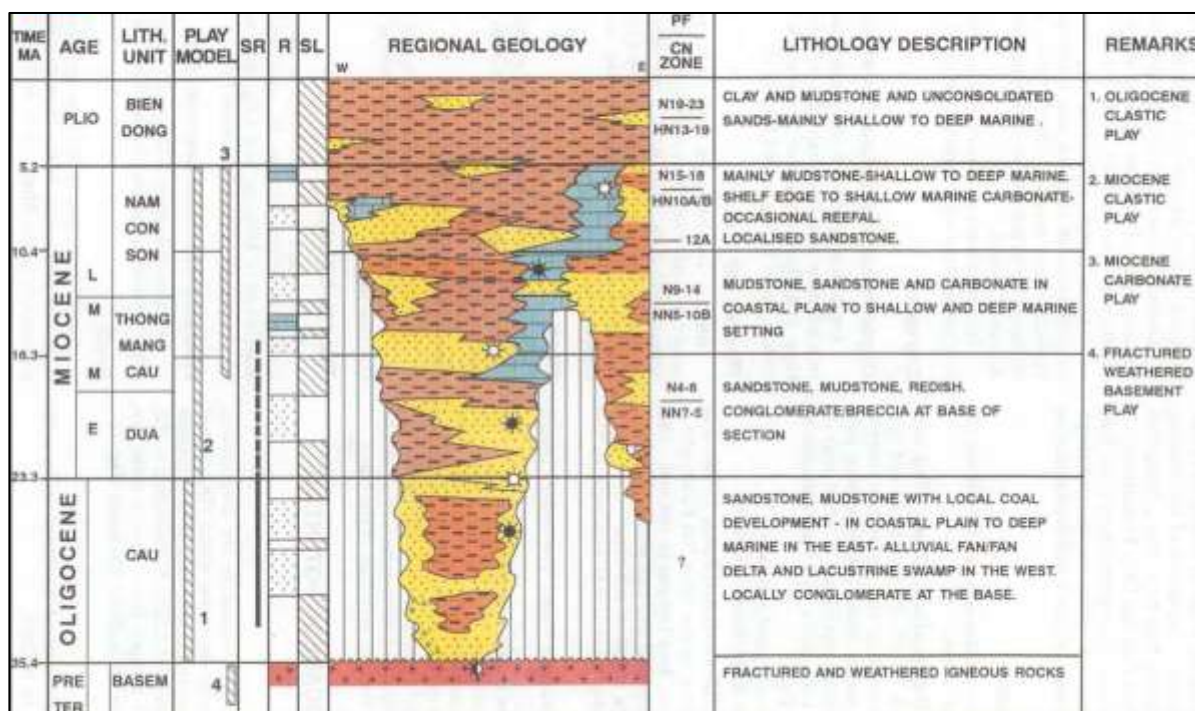 TIME MA
AGE
LITH. UNIT
PLAY MODEL
SR
R
SL
REGIONAL GEOLOGY
W
E
PF
CN
ZONE
LITHOLOGY DESCRIPTION
REMARKS
PLIO
BIEN
DONG
3
N19-23
HN13-19
CLAY AND MUDSTONE AND UNCONSOLIDATED
SANDS-MAINLY SHALLOW TO DEEP MARINE .
1. OLIGOCENE
CLASTIC
PLAY
5.2
MIOCENE
NAM
CON
SON
N15-18
HN10A/B
12A
MAINLY MUDSTONE-SHALLOW TO DEEP MARINE.
SHELF EDGE TO SHALLOW MARINE CARBONATE-
OCCASIONAL REEFAL.
LOCALISED SANDSTONE.
2. MIOCENE
CLASTIC
PLAY
10.4
L
M
THONG
MANG
CAU
N9-14
NN5-10B
MUDSTONE, SANDSTONE AND CARBONATE IN
COASTAL PLAIN TO SHALLOW AND DEEP MARINE
SETTING
3. MIOCENE
CARBONATE
PLAY
16.3
M
E
DUA
2
N4-8
NN?-5
SANDSTONE, MUDSTONE, REDISH.
CONGLOMERATE/BRECCIA AT BASE OF
SECTION
4. FRACTURED
WEATHERED
BASEMENT
PLAY
23.3
OLIGOCENE
CAU
1
?
SANDSTONE, MUDSTONE WITH LOCAL COAL
DEVELOPMENT - IN COASTAL PLAIN TO DEEP
MARINE IN THE EAST- ALLUVIAL FAN/FAN
DELTA AND LACUSTRINE SWAMP IN THE WEST.
LOCALLY CONGLOMERATE AT THE BASE.
35.4
PRE
TER
BASEM
4
FRACTURED AND WEATHERED IGNEOUS ROCKS